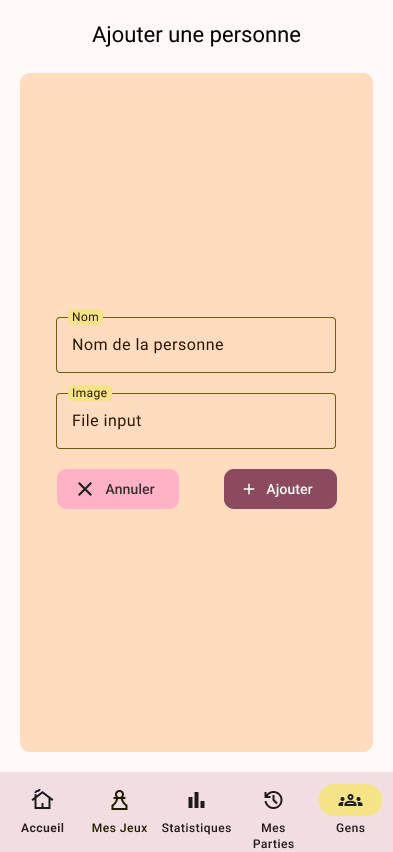 Ajouter une personne
Nom
Nom de la personne
Image
File input
Annuler
Ajouter
Accueil
Mes Jeux
Statistiques
Mes
Parties
Gens